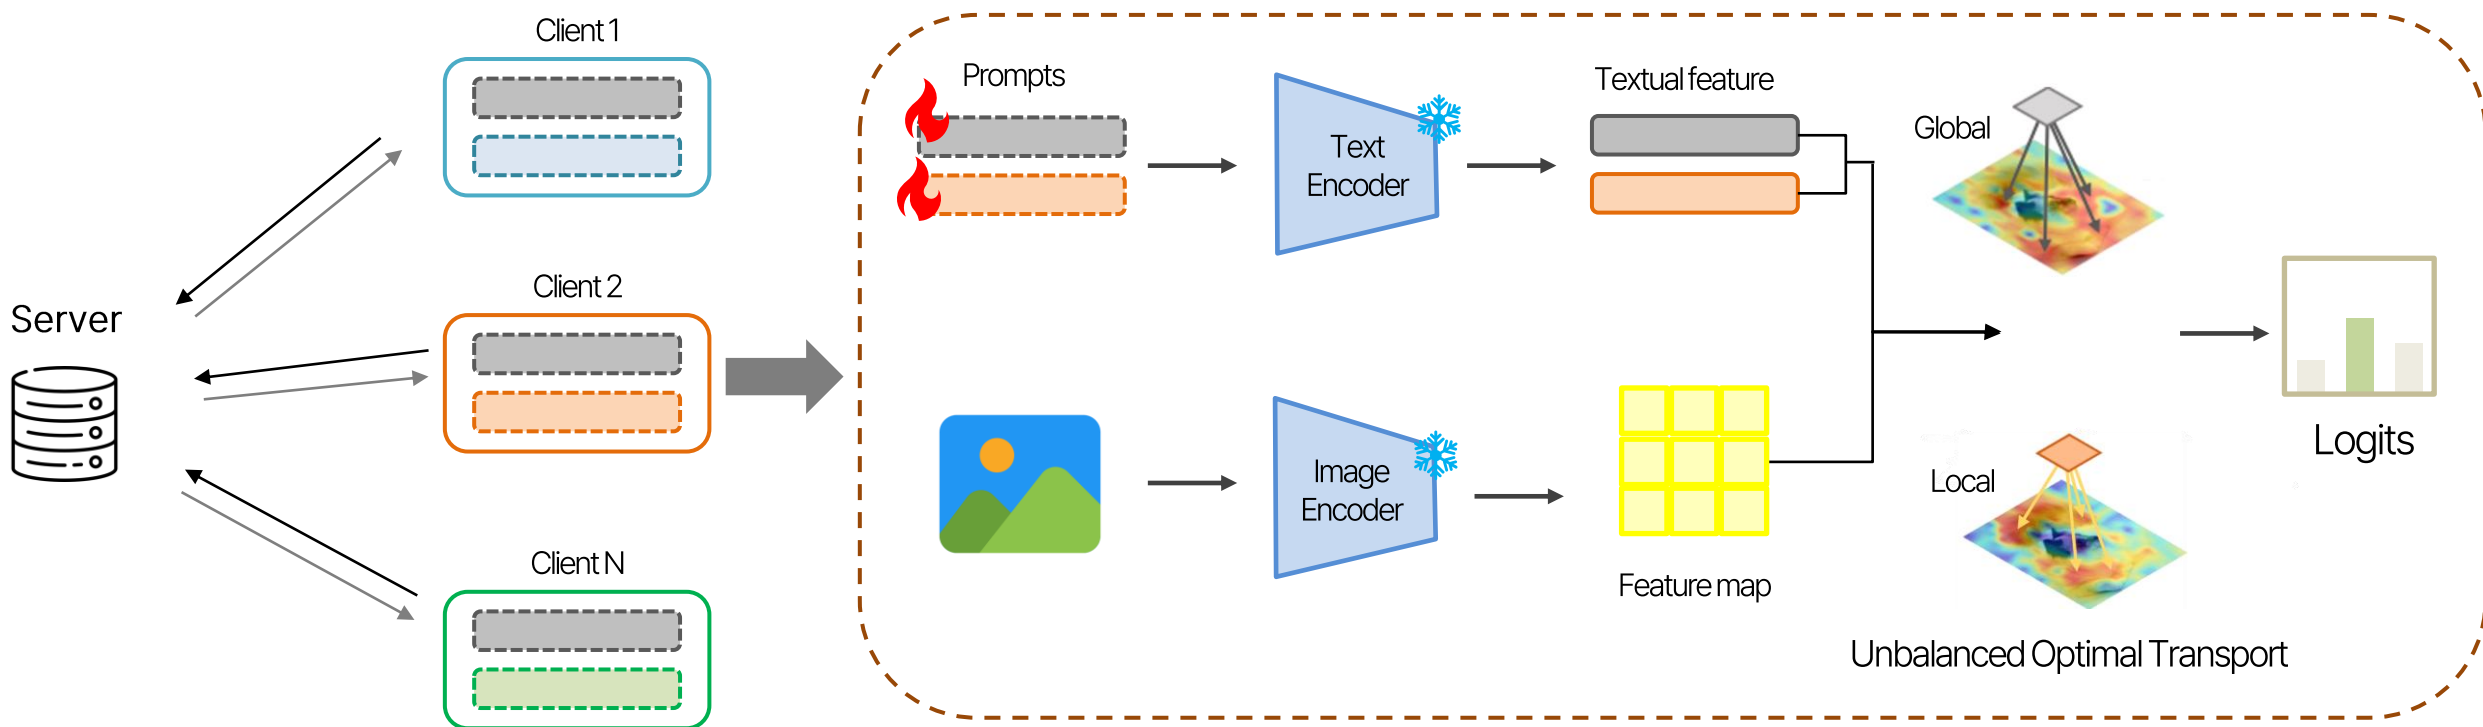 Client 1
Server
Client 2
Client N
Prompts
Text
Encoder
Textual feature
Global
Image
Encoder
Feature map
Local
Logits
Unbalanced Optimal Transport